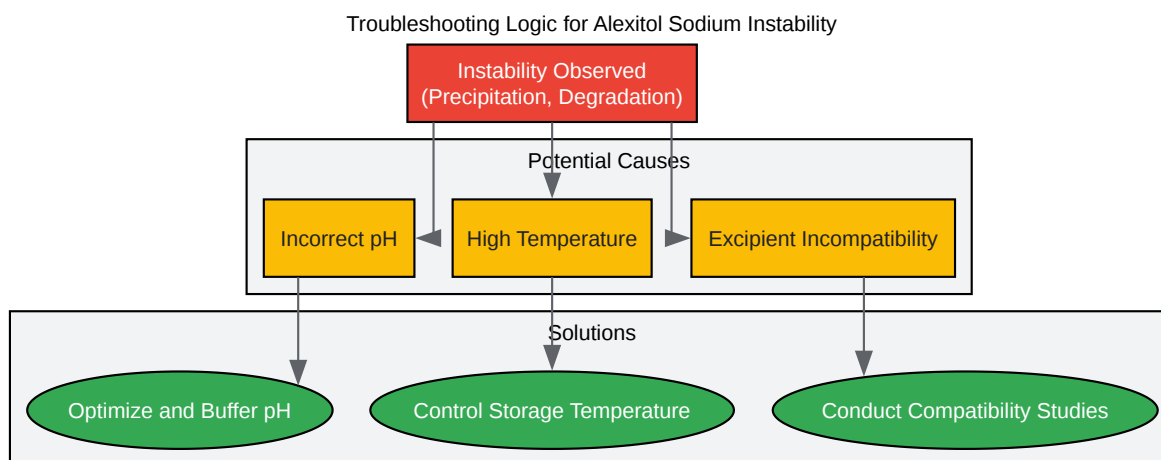 Troubleshooting Logic for Alexitol Sodium Instability
Instability Observed
(Precipitation, Degradation)
Potential Causes
Incorrect pH
High Temperature
Excipient Incompatibility
Solutions
Optimize and Buffer pH
Control Storage Temperature
Conduct Compatibility Studies